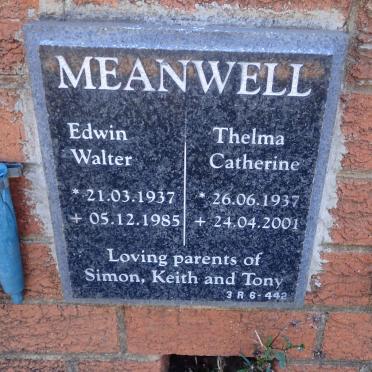 MEANWELL
Edwin
Walter
* 21.03.1937
+ 05.12.1985
Thelma
Catherine
* 26.06.1937
+ 24.04.2001
Loving parents of
Simon, Keith and Tony
3 R 6-442